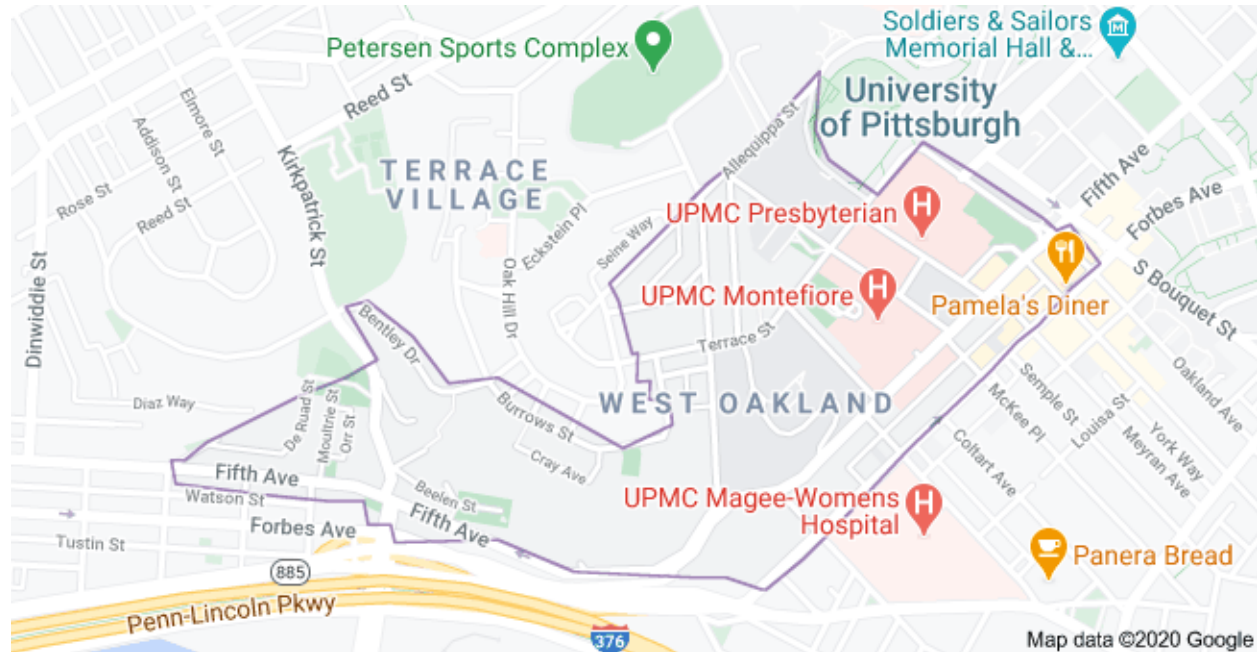 Soldiers & Sailors
Memorial Hall &...
Petersen Sports Complex
University
of Pittsburgh
Reed St
Elmore St
Addison St
Allequippa St
Kirkpatrick St
TERRACE
VILLAGE
Fifth Ave
Forbes Ave
Rose St
Reed St
Eckstein Pl
Seine Way
UPMC Presbyterian
Dinwiddie St
Oak Hill Dr
UPMC Montefiore
Pamela's Diner
S Bouquet St
Bentley Dr
Terrace St
Diaz Way
De Ruad St
Moultrie St
Orr St
Burrows St
WEST OAKLAND
Semple St
McKee Pl
Louisa St
Oakland Ave
York Way
Meyran Ave
Coltart Ave
Cray Ave
Fifth Ave
Watson St
Beelen St
Fifth Ave
UPMC Magee-Womens
Hospital
Forbes Ave
Tustin St
Panera Bread
885
Penn-Lincoln Pkwy
376
Map data ©2020 Google
H
H
H